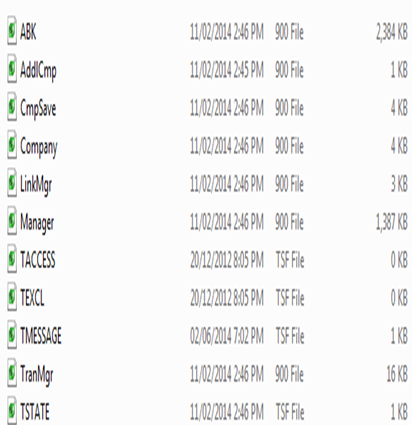 ABK 11/02/2014 2:46 PM 900 File 2,384 KB
AddlCmp 11/02/2014 2:45 PM 900 File 1 KB
CmpSave 11/02/2014 2:46 PM 900 File 4 KB
Company 11/02/2014 2:46 PM 900 File 4 KB
LinkMgr 11/02/2014 2:46 PM 900 File 3 KB
Manager 11/02/2014 2:46 PM 900 File 1,387 KB
TACCESS 20/12/2012 8:05 PM TSF File 0 KB
TEXCL 20/12/2012 8:05 PM TSF File 0 KB
TMESSAGE 02/06/2014 7:02 PM TSF File 1 KB
TranMgr 11/02/2014 2:46 PM 900 File 16 KB
TSTATE 11/02/2014 2:46 PM TSF File 1 KB